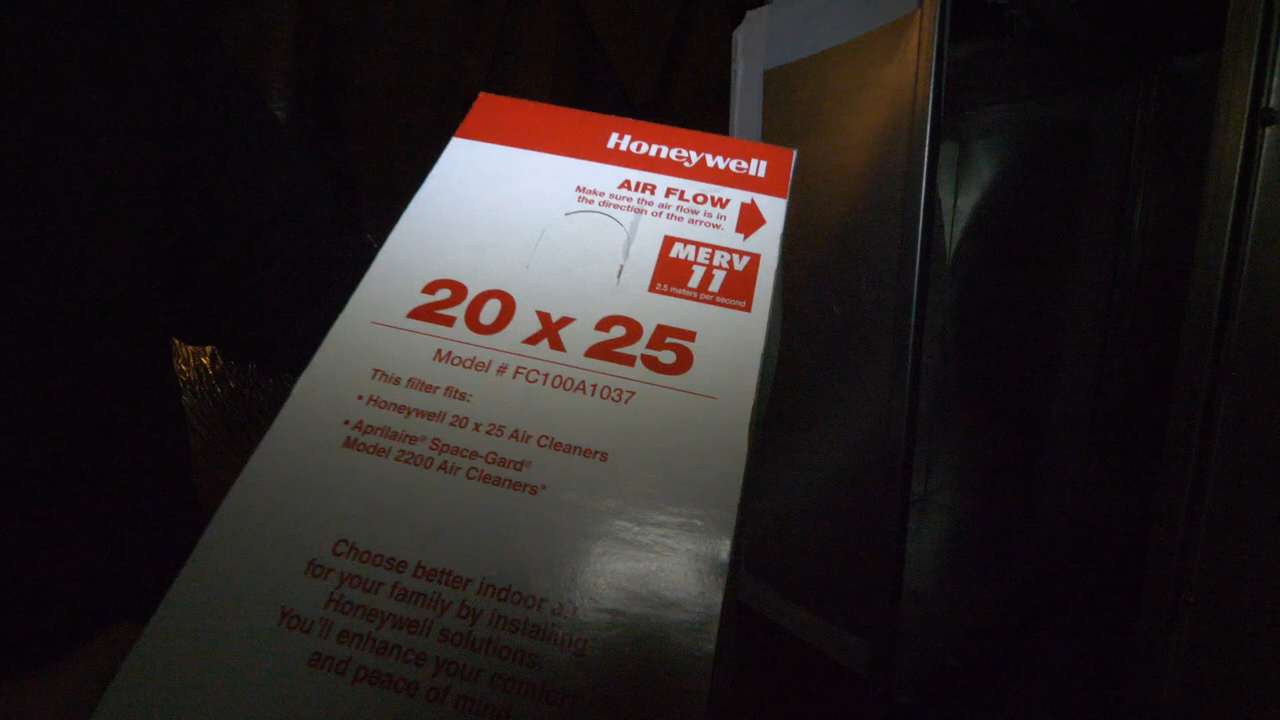 Honeywell
AIR FLOW
Make sure the air flow is in
the direction of the arrow.
MERV
11
2.5 meters per second
20 x 25
Model # FC100A1037
This filter fits:
• Honeywell 20 x 25 Air Cleaners
• Aprilaire® Space-Gard®
Model 2200 Air Cleaners*
Choose better indoor air
for your family by installing
Honeywell solutions.
You'll enhance your comfort
and peace of mind